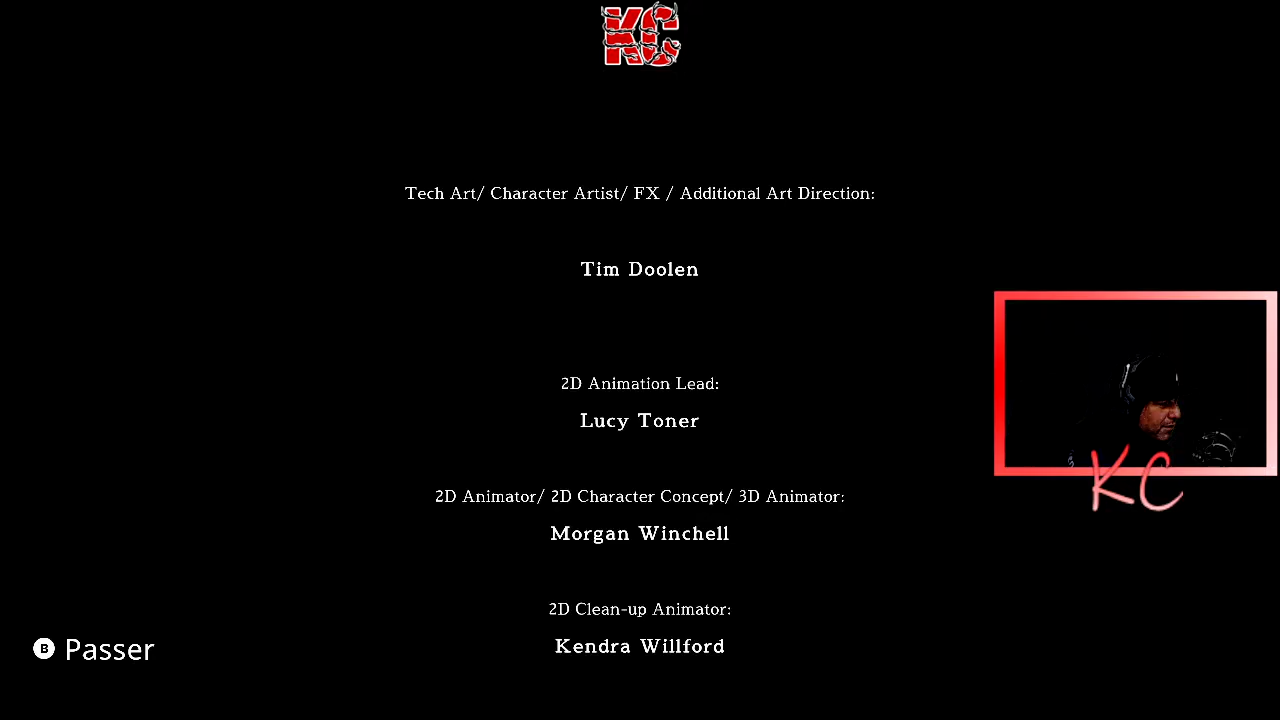 KC
Tech Art/ Character Artist/ FX / Additional Art Direction:
Tim Doolen
2D Animation Lead:
Lucy Toner
KC
2D Animator/ 2D Character Concept/ 3D Animator:
Morgan Winchell
2D Clean-up Animator:
Kendra Willford
B Passer